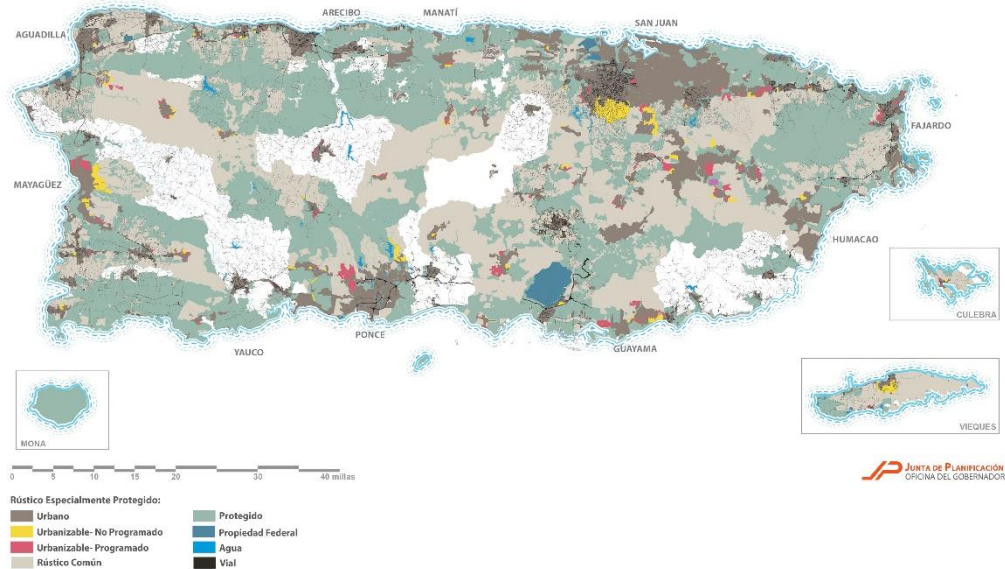 ARECIBO
MANATÍ
SAN JUAN
AGUADILLA
FAJARDO
MAYAGÜEZ
HUMACAO
CULEBRA
PONCE
YAUCO
GUAYAMA
MONA
VIEQUES
0 5 10 15 20 30 40 millas
JUNTA DE PLANIFICACIÓN
OFICINA DEL GOBERNADOR
Rústico Especialmente Protegido:
Urbano
Urbanizable- No Programado
Urbanizable- Programado
Rústico Común
Protegido
Propiedad Federal
Agua
Vial